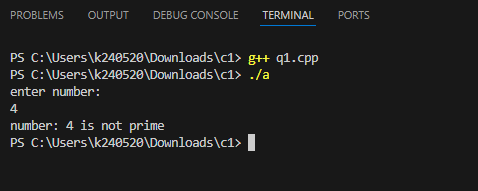 PROBLEMS OUTPUT DEBUG CONSOLE TERMINAL PORTS
PS C:\Users\k240520\Downloads\c1> g++ q1.cpp
PS C:\Users\k240520\Downloads\c1> ./a
enter number:
4
number: 4 is not prime
PS C:\Users\k240520\Downloads\c1>